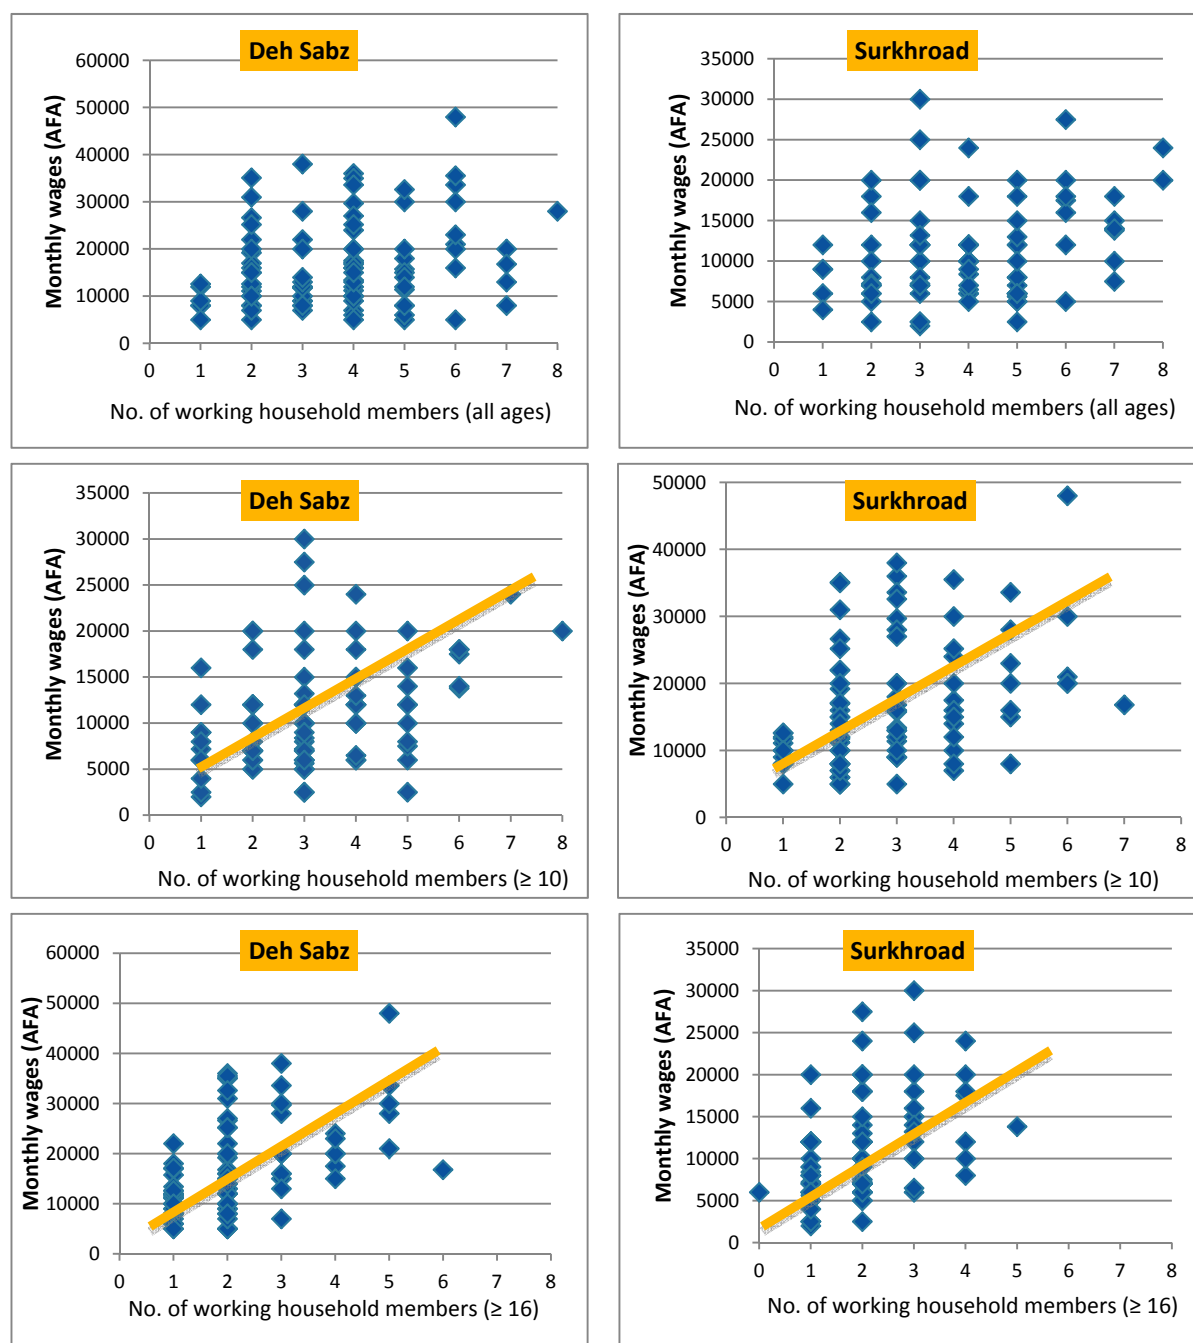 Deh Sabz
Monthly wages (AFA)
60000
50000
40000
30000
20000
10000
0
0 1 2 3 4 5 6 7 8
No. of working household members (all ages)
Surkhroad
Monthly wages (AFA)
35000
30000
25000
20000
15000
10000
5000
0
0 1 2 3 4 5 6 7 8
No. of working household members (all ages)
Deh Sabz
Monthly wages (AFA)
35000
30000
25000
20000
15000
10000
5000
0
0 1 2 3 4 5 6 7 8
No. of working household members (≥ 10)
Surkhroad
Monthly wages (AFA)
50000
40000
30000
20000
10000
0
0 1 2 3 4 5 6 7 8
No. of working household members (≥ 10)
Deh Sabz
Monthly wages (AFA)
60000
50000
40000
30000
20000
10000
0
0 1 2 3 4 5 6 7 8
No. of working household members (≥ 16)
Surkhroad
Monthly wages (AFA)
35000
30000
25000
20000
15000
10000
5000
0
0 1 2 3 4 5 6 7 8
No. of working household members (≥ 16)